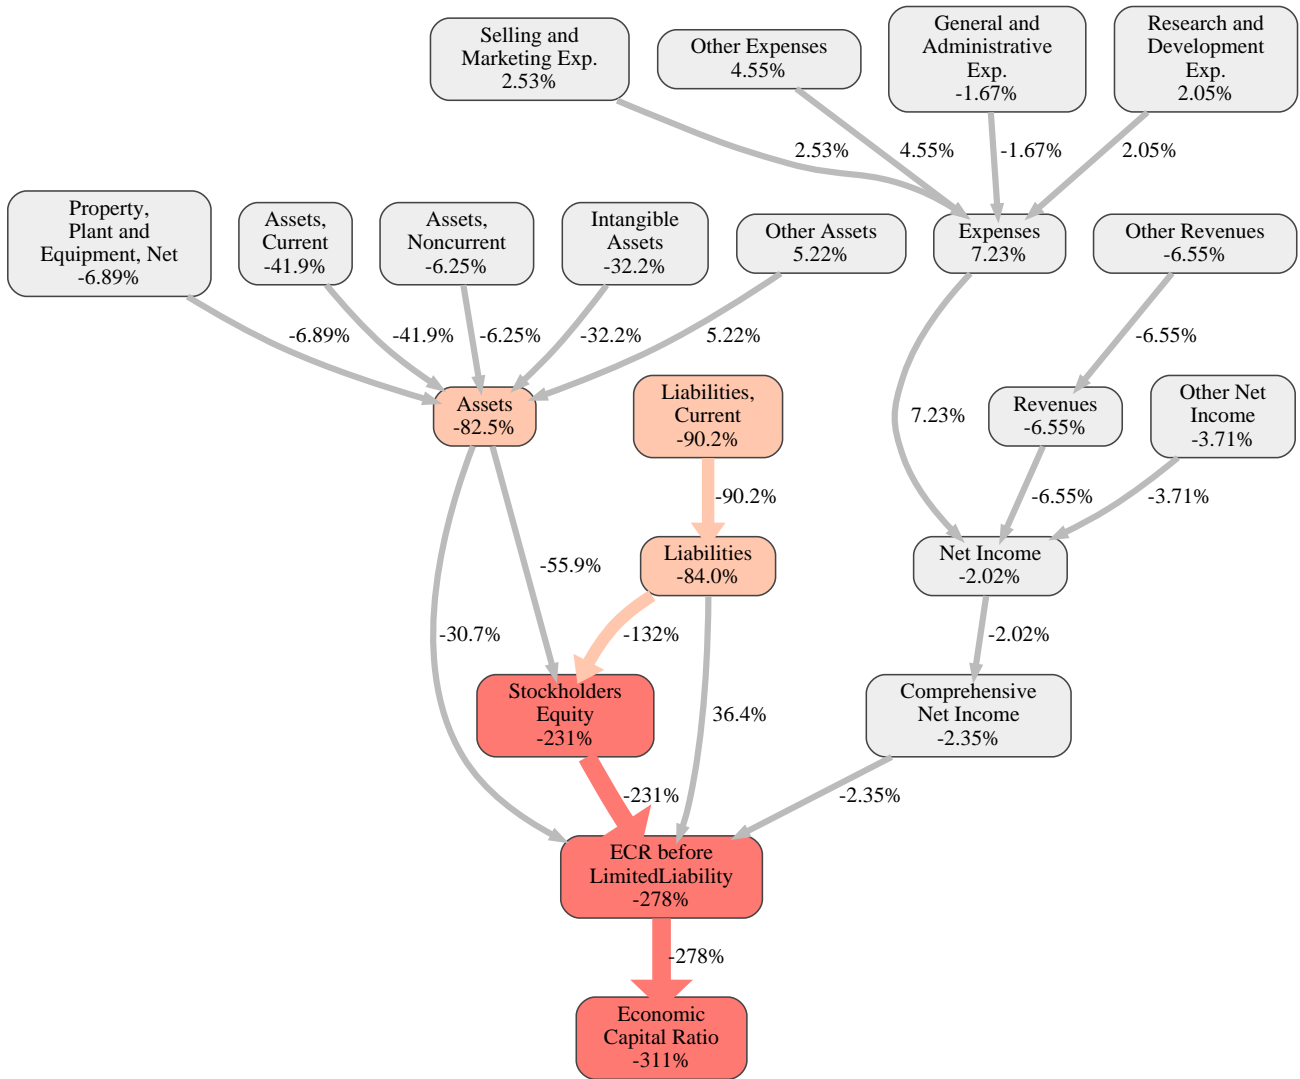 Selling and
Marketing Exp.
2.53%
Other Expenses
4.55%
General and
Administrative
Exp.
-1.67%
Research and
Development
Exp.
2.05%
2.53%
4.55%
-1.67%
2.05%
Property,
Plant and
Equipment, Net
-6.89%
Assets,
Current
-41.9%
Assets,
Noncurrent
-6.25%
Intangible
Assets
-32.2%
Other Assets
5.22%
Expenses
7.23%
Other Revenues
-6.55%
-6.89%
-41.9%
-6.25%
-32.2%
5.22%
-6.55%
Assets
-82.5%
Liabilities,
Current
-90.2%
7.23%
Revenues
-6.55%
Other Net
Income
-3.71%
-90.2%
-6.55%
-3.71%
Liabilities
-84.0%
Net Income
-2.02%
-55.9%
-30.7%
-132%
-2.02%
Stockholders
Equity
-231%
36.4%
Comprehensive
Net Income
-2.35%
-231%
-2.35%
ECR before
LimitedLiability
-278%
-278%
Economic
Capital Ratio
-311%